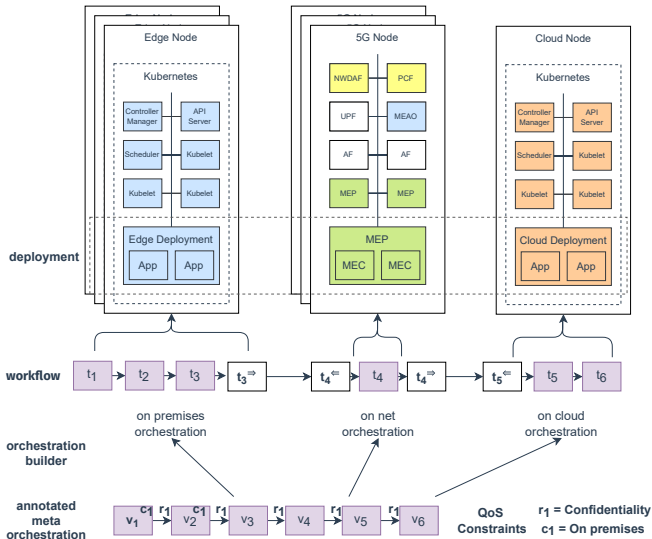 Edge Node
5G Node
Cloud Node
Kubernetes
Controller
Manager
API
Server
Scheduler
Kubelet
Kubelet
Kubelet
Edge Deployment
App
App
NWDAF
PCF
UPF
MEAO
AF
AF
MEP
MEP
MEP
MEC
MEC
Kubernetes
Controller
Manager
API
Server
Scheduler
Kubelet
Kubelet
Kubelet
Cloud Deployment
App
App
deployment
workflow
t1
t2
t3
t3⇒
t4⇐
t4
t4⇒
t5⇐
t5
t6
on premises
orchestration
on net
orchestration
on cloud
orchestration
orchestration
builder
annotated
meta
orchestration
v1
c1
r1
v2
c1
r1
v3
r1
v4
r1
v5
r1
v6
QoS
Constraints
r1 = Confidentiality
c1 = On premises